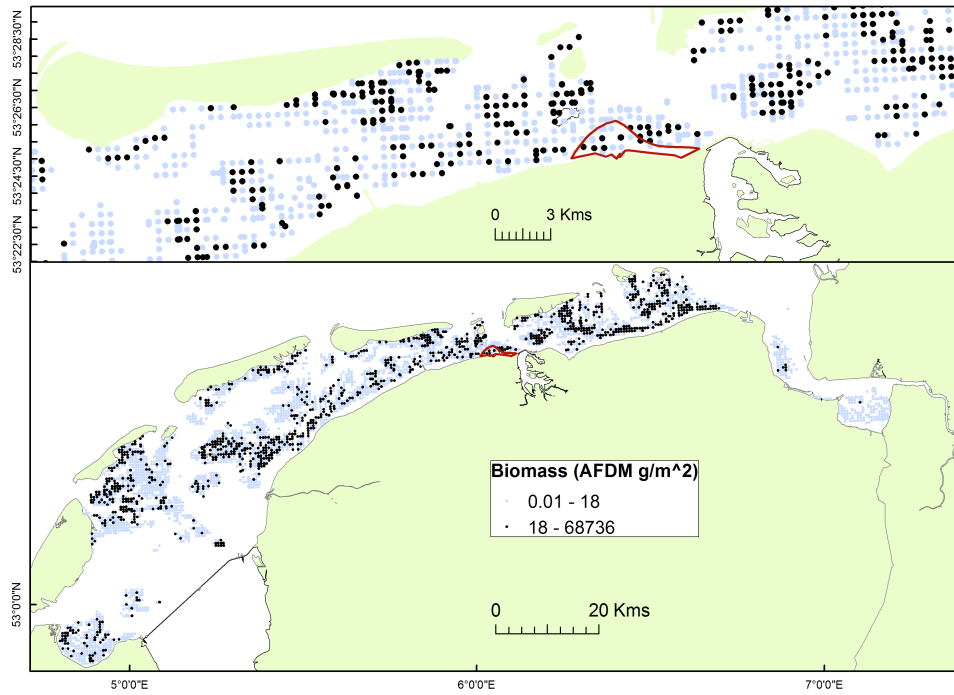 53°28'30"N
53°26'30"N
53°24'30"N
53°22'30"N
0 3 Kms
Biomass (AFDM g/m^2)
0.01 - 18
18 - 68736
53°0'0"N
0 20 Kms
5°0'0"E 6°0'0"E 7°0'0"E